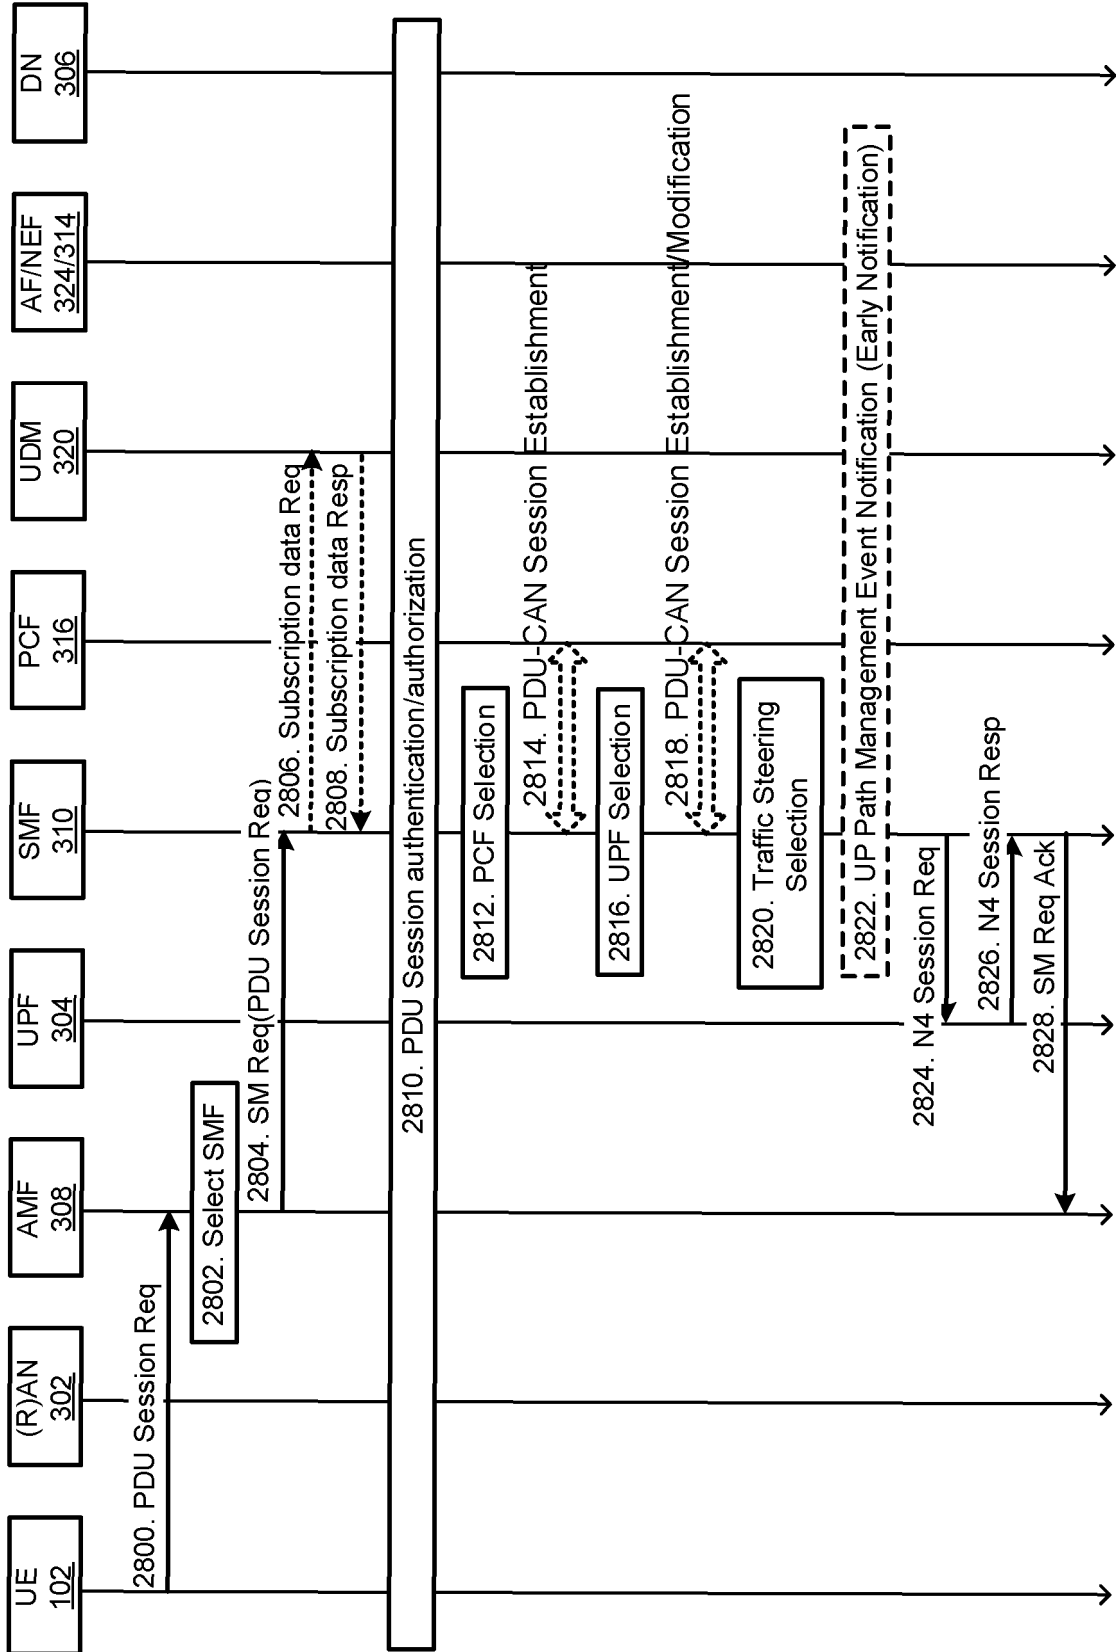 UE
102
(R)AN
302
AMF
308
UPF
304
SMF
310
PCF
316
UDM
320
AF/NEF
324/314
DN
306
2800. PDU Session Req
2802. Select SMF
2804. SM Req(PDU Session Req)
2806. Subscription data Req
2808. Subscription data Resp
2810. PDU Session authentication/authorization
2812. PCF Selection
2814. PDU-CAN Session Establishment
2816. UPF Selection
2818. PDU-CAN Session Establishment/Modification
2820. Traffic Steering
Selection
2822. UP Path Management Event Notification (Early Notification)
2824. N4 Session Req
2826. N4 Session Resp
2828. SM Req Ack